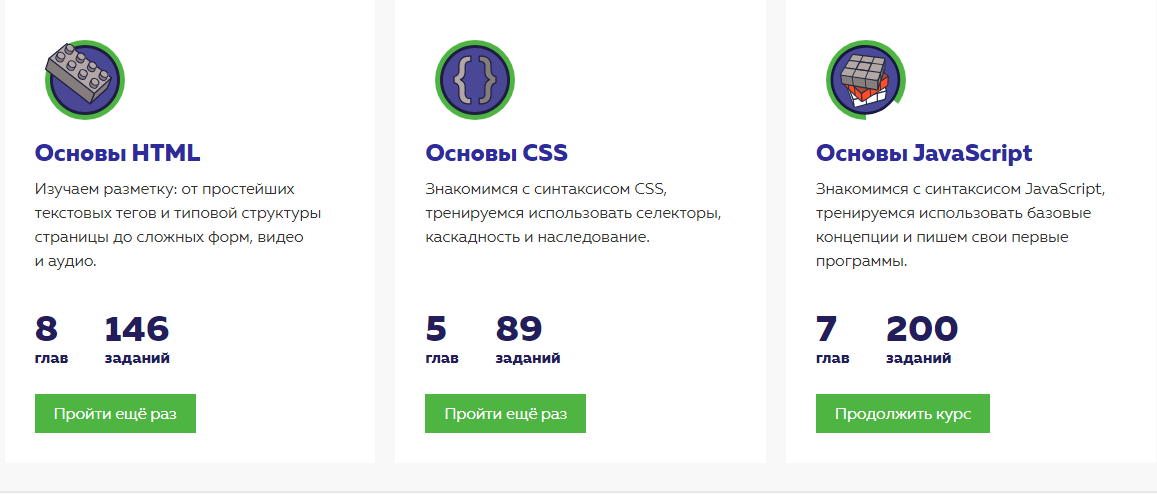 Основы HTML
Изучаем разметку: от простейших
текстовых тегов и типовой структуры
страницы до сложных форм, видео
и аудио.
8
глав
146
заданий
Пройти ещё раз
Основы CSS
Знакомимся с синтаксисом CSS,
тренируемся использовать селекторы,
каскадность и наследование.
5
глав
89
заданий
Пройти ещё раз
Основы JavaScript
Знакомимся с синтаксисом JavaScript,
тренируемся использовать базовые
концепции и пишем свои первые
программы.
7
глав
200
заданий
Продолжить курс